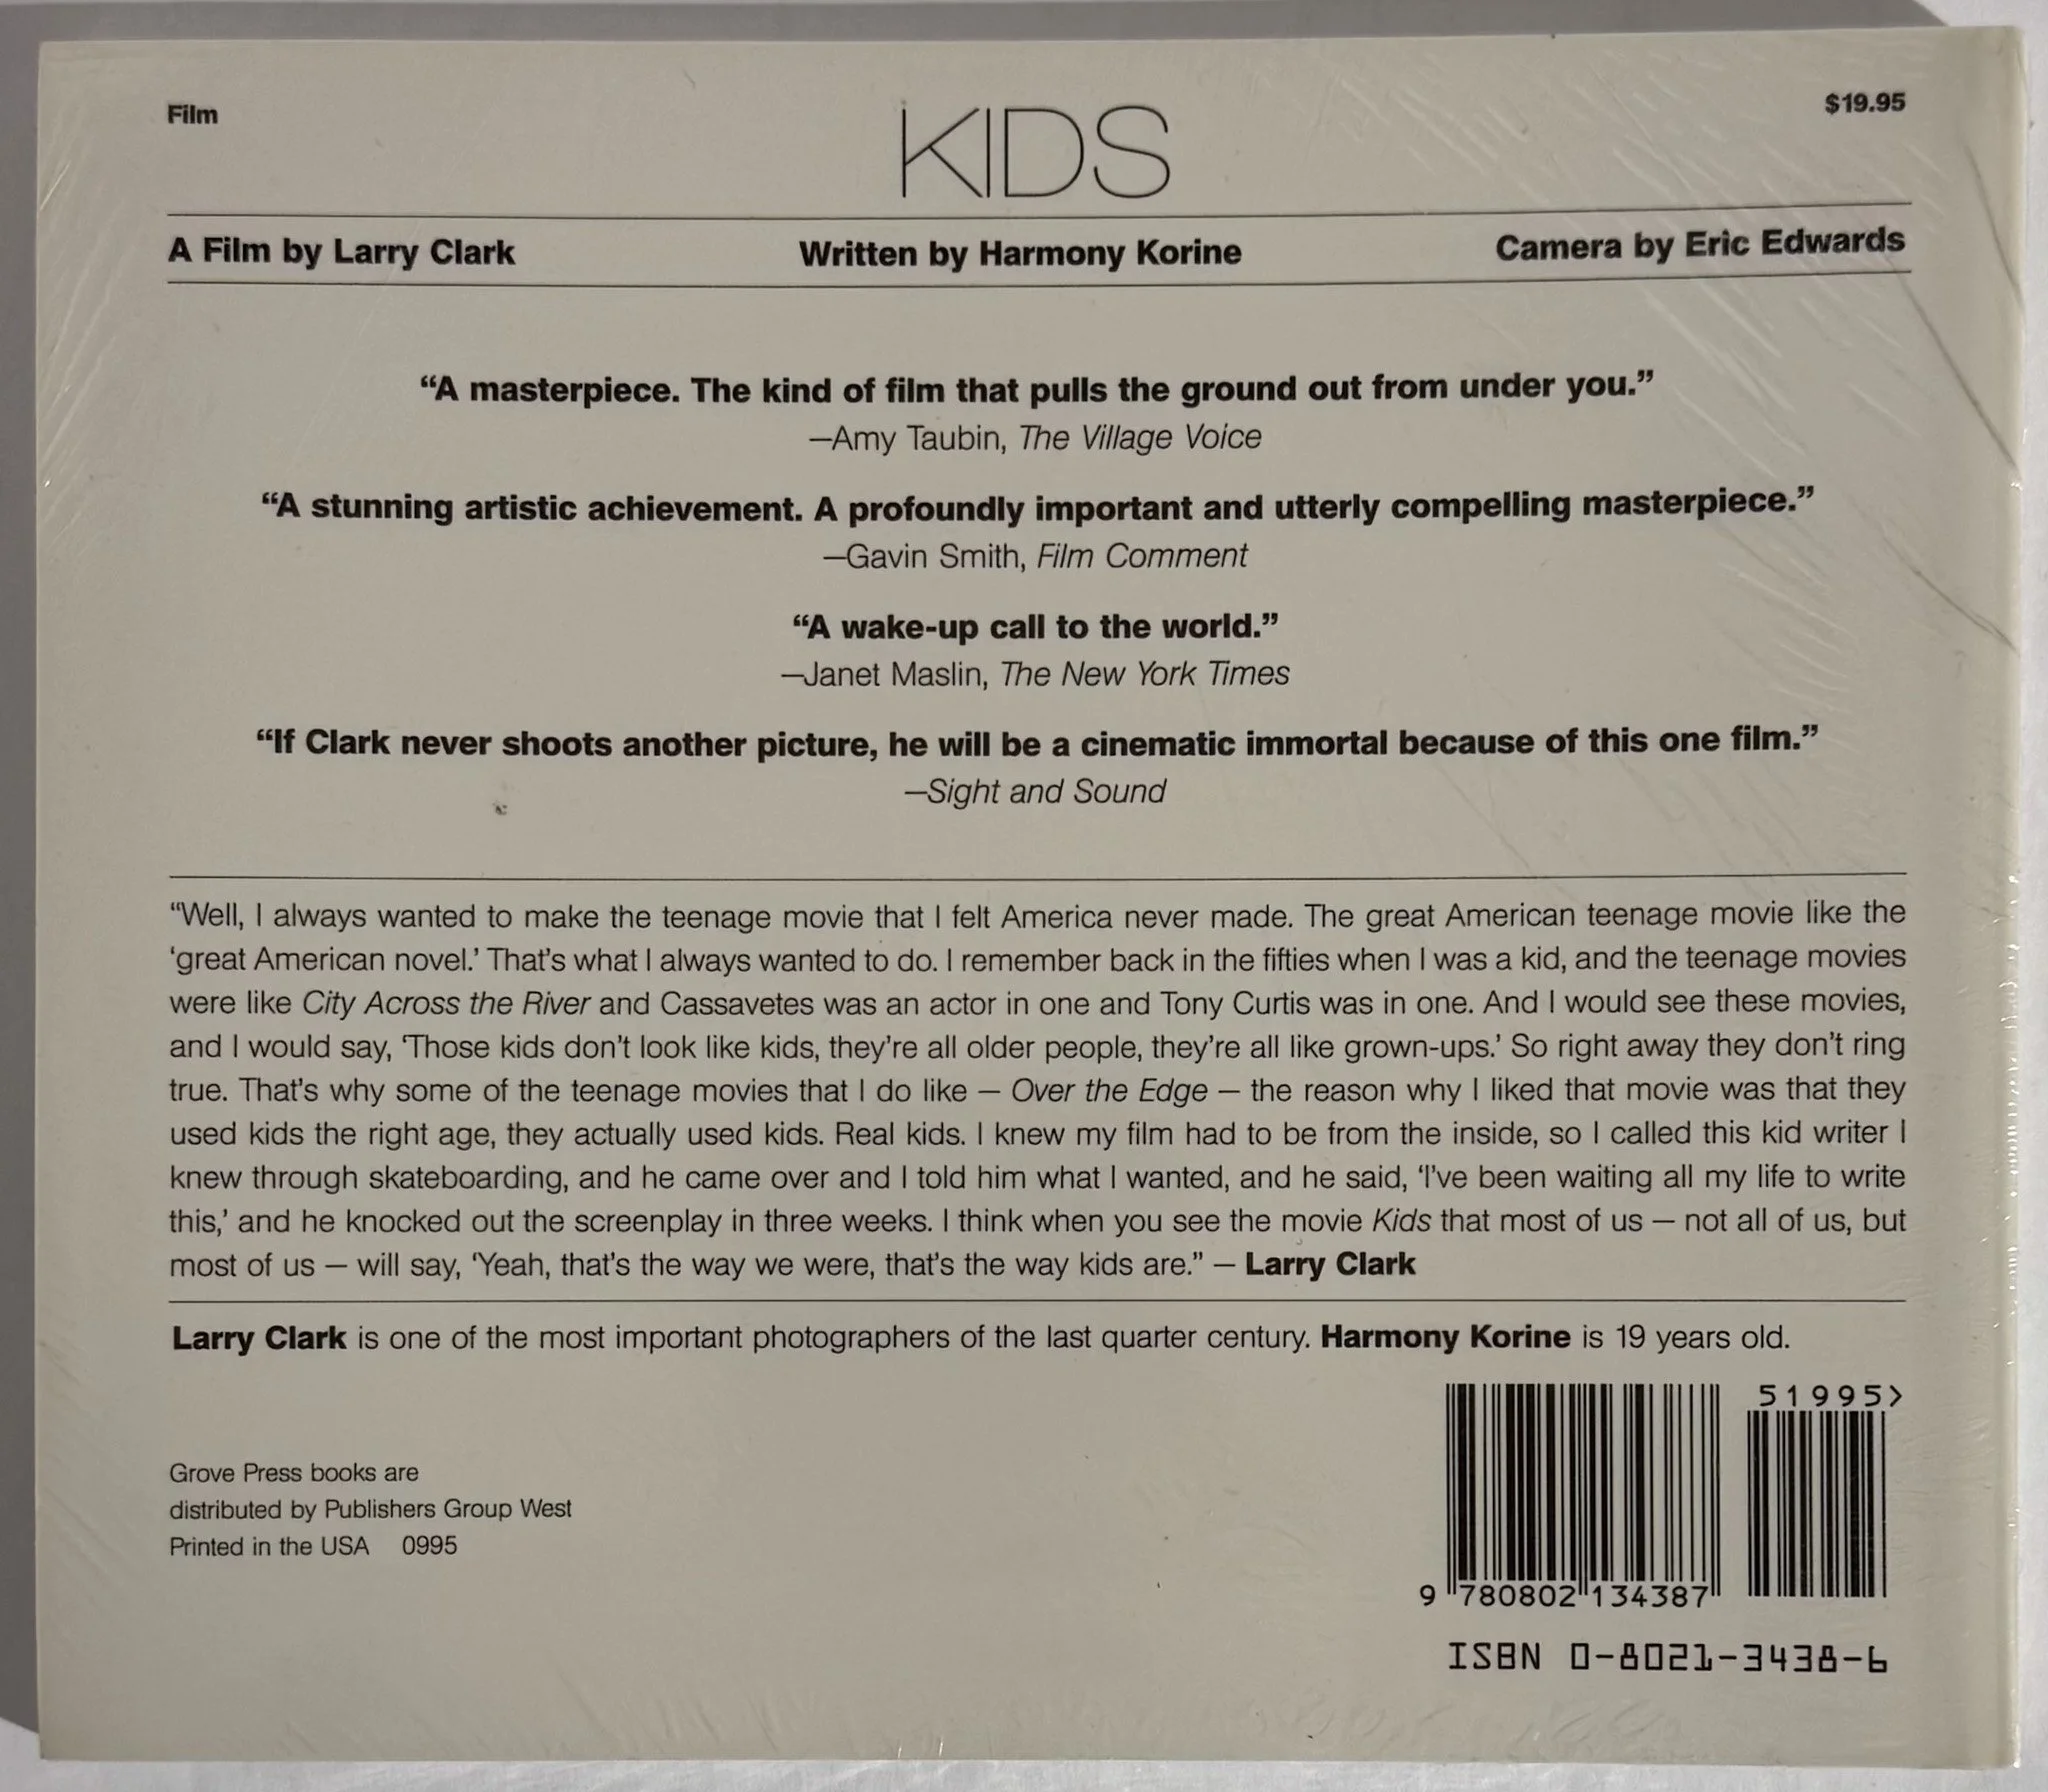 Film
KIDS
$19.95
A Film by Larry Clark
Written by Harmony Korine
Camera by Eric Edwards
“A masterpiece. The kind of film that pulls the ground out from under you.”
—Amy Taubin, The Village Voice
“A stunning artistic achievement. A profoundly important and utterly compelling masterpiece.”
—Gavin Smith, Film Comment
“A wake-up call to the world.”
—Janet Maslin, The New York Times
“If Clark never shoots another picture, he will be a cinematic immortal because of this one film.”
—Sight and Sound
“Well, I always wanted to make the teenage movie that I felt America never made. The great American teenage movie like the
‘great American novel.’ That’s what I always wanted to do. I remember back in the fifties when I was a kid, and the teenage movies
were like City Across the River and Cassavetes was an actor in one and Tony Curtis was in one. And I would see these movies,
and I would say, ‘Those kids don’t look like kids, they’re all older people, they’re all like grown-ups.’ So right away they don’t ring
true. That’s why some of the teenage movies that I do like — Over the Edge — the reason why I liked that movie was that they
used kids the right age, they actually used kids. Real kids. I knew my film had to be from the inside, so I called this kid writer I
knew through skateboarding, and he came over and I told him what I wanted, and he said, ‘I’ve been waiting all my life to write
this,’ and he knocked out the screenplay in three weeks. I think when you see the movie Kids that most of us — not all of us, but
most of us — will say, ‘Yeah, that’s the way we were, that’s the way kids are.” — Larry Clark
Larry Clark is one of the most important photographers of the last quarter century. Harmony Korine is 19 years old.
Grove Press books are
distributed by Publishers Group West
Printed in the USA 0995
51995>
9 780802 134387
ISBN 0-8021-3438-6